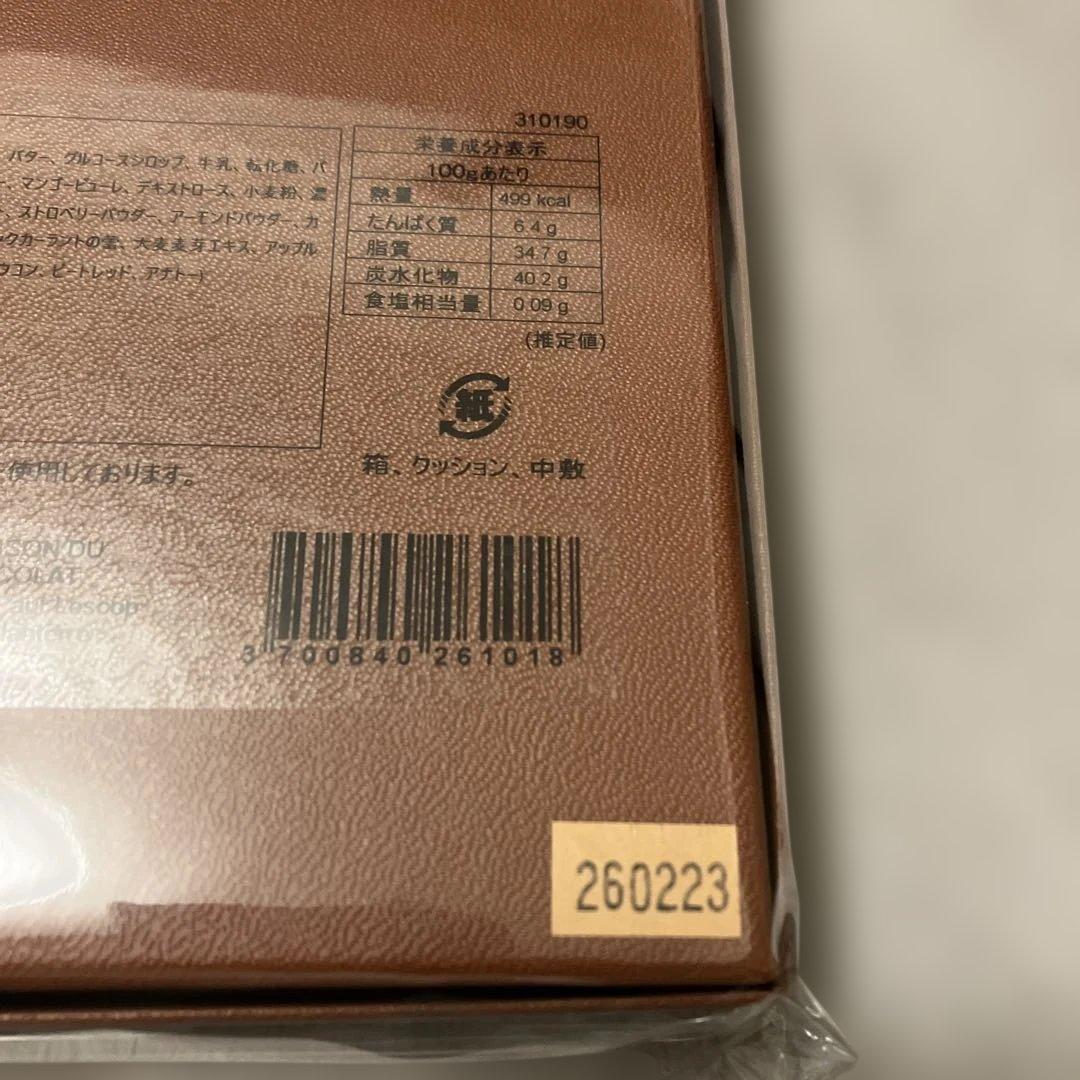 310190
栄養成分表示
100gあたり
熱量 499 kcal
たんぱく質 6.4 g
脂質 34.7 g
炭水化物 40.2 g
食塩相当量 0.09 g
(推定値)
バター、グルコースシロップ、牛乳、転化糖、バ
ー、マンゴーピューレ、デキストロース、小麦粉、濃
ストロベリーパウダー、アーモンドパウダー、カ
ックカーラントの葉、大麦麦芽エキス、アップル
ウコン、ビートレッド、アナトー)
紙
箱、クッション、中敷
使用しております。
ISON DU
COLAT
3 700840 261018
260223